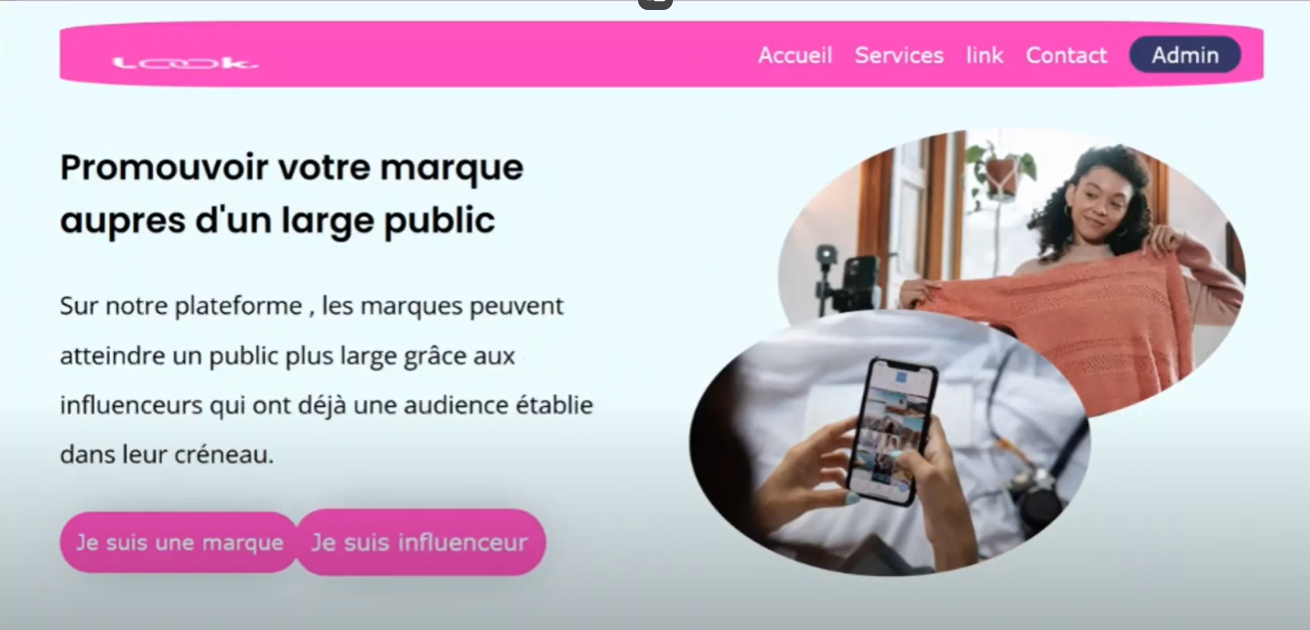 Look
Accueil Services link Contact Admin
Promouvoir votre marque
aupres d'un large public
Sur notre plateforme , les marques peuvent
atteindre un public plus large grâce aux
influenceurs qui ont déjà une audience établie
dans leur créneau.
Je suis une marque Je suis influenceur